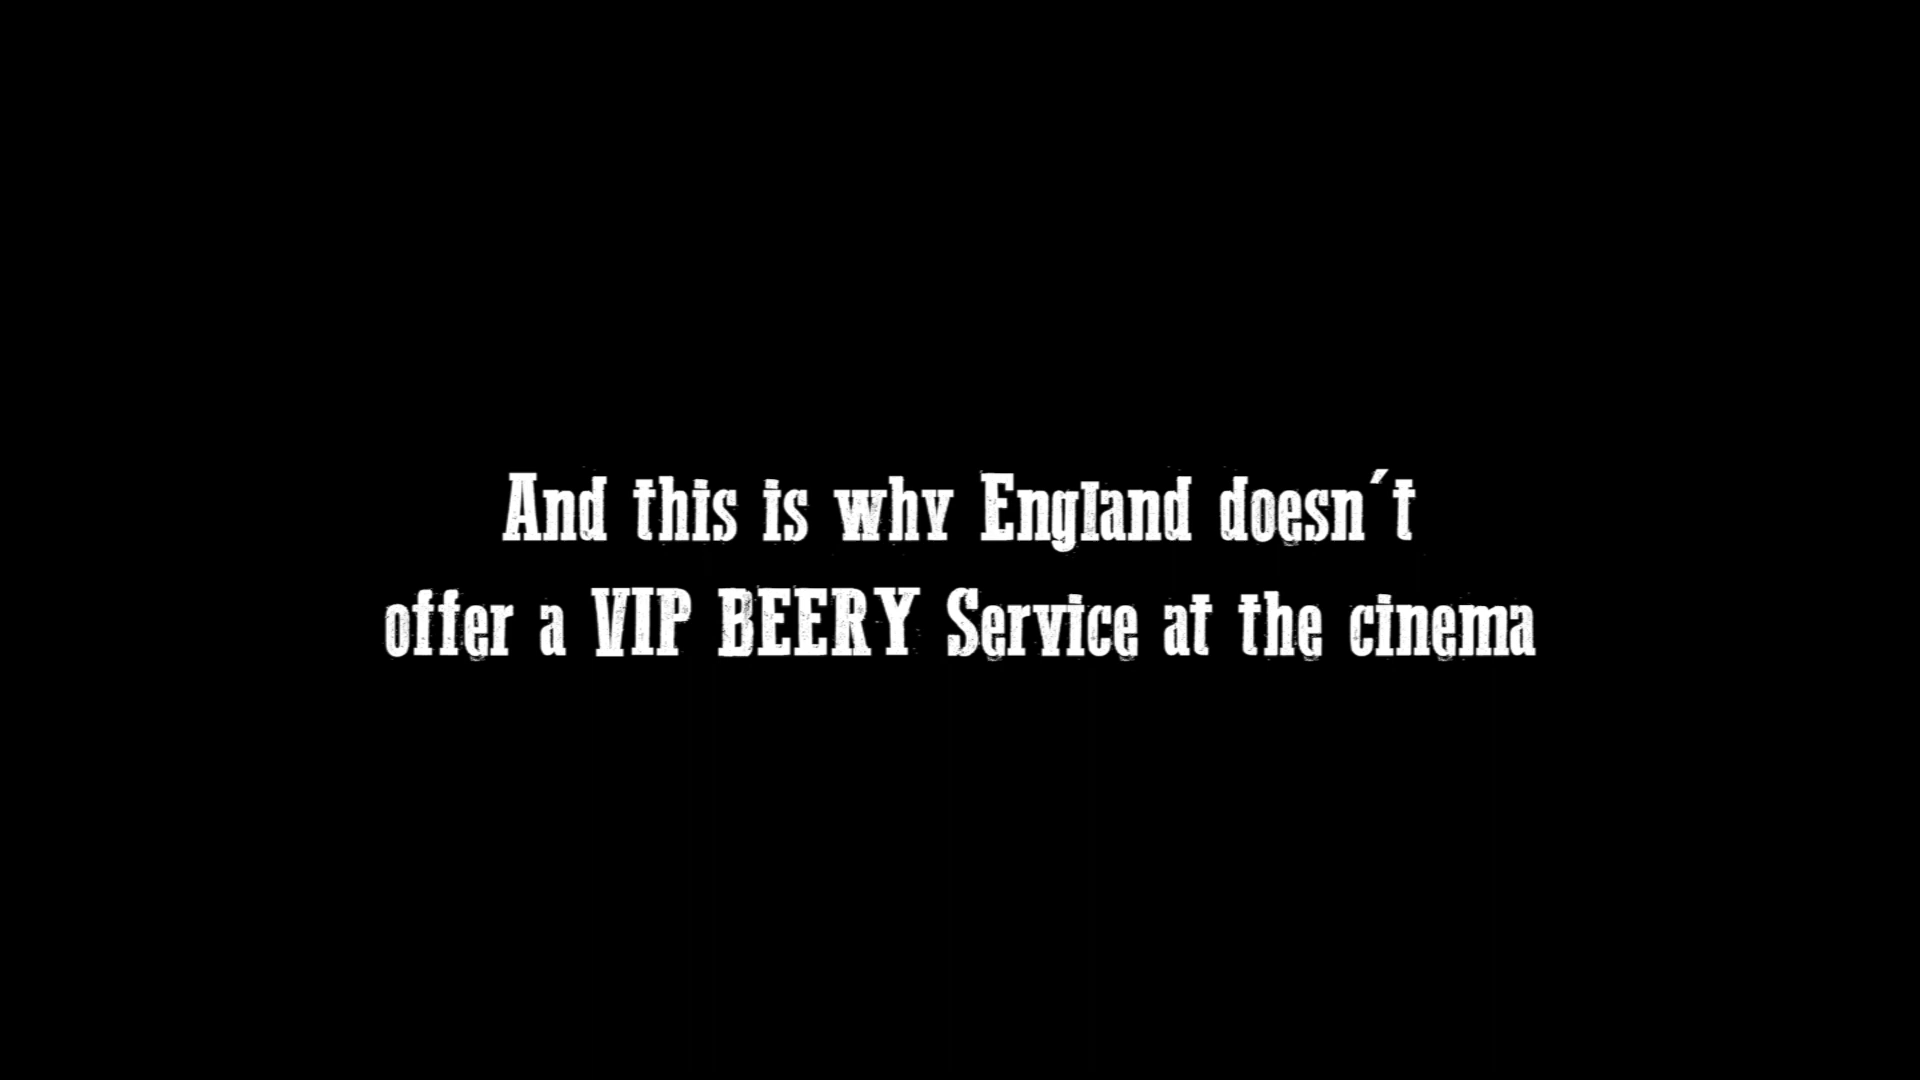 And this is why England doesn´t
offer a VIP BEERY Service at the cinema